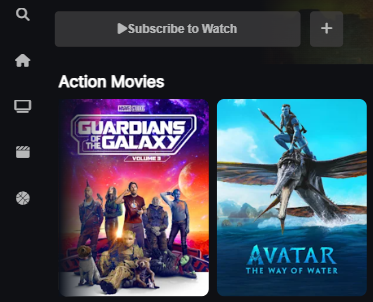 Subscribe to Watch
Action Movies
MARVEL STUDIOS
GUARDIANS
OF THE
GALAXY
VOLUME 3
AVATAR
THE WAY OF WATER